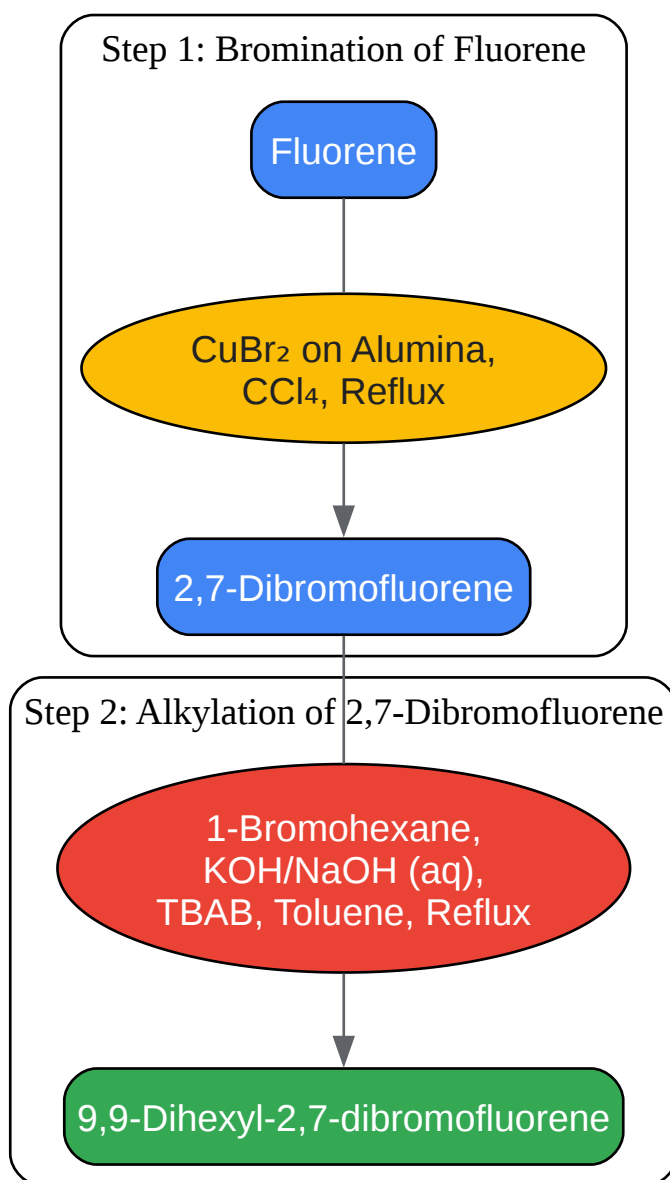 Step 1: Bromination of Fluorene
Fluorene
CuBr₂ on Alumina,
CCl₄, Reflux
2,7-Dibromofluorene
Step 2: Alkylation of 2,7-Dibromofluorene
1-Bromohexane,
KOH/NaOH (aq),
TBAB, Toluene, Reflux
9,9-Dihexyl-2,7-dibromofluorene